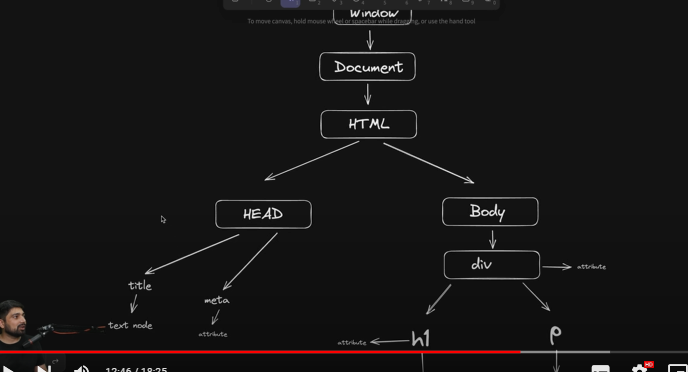 Window
To move canvas, hold mouse wheel or spacebar while dragging, or use the hand tool
Document
HTML
HEAD
Body
div
attribute
title
meta
text node
attribute
attribute
h1
p
12:46 / 18:25
HD